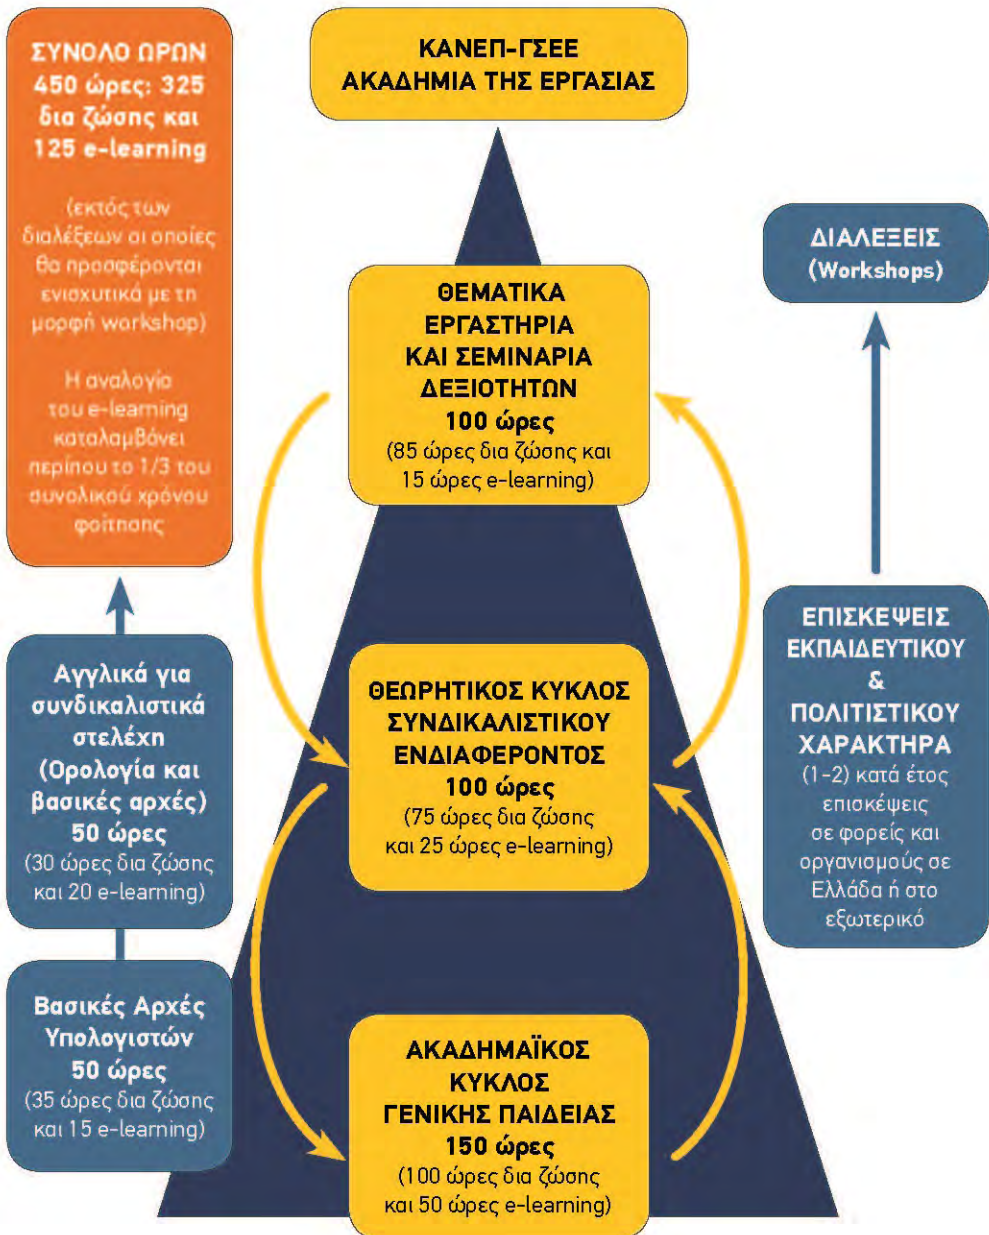 ΣΥΝΟΛΟ ΩΡΩΝ
450 ώρες: 325
δια ζώσης και
125 e-learning
(εκτός των
διαλέξεων οι οποίες
θα προσφέρονται
ενισχυτικά με τη
μορφή workshop)
Η αναλογία
του e-learning
καταλαμβάνει
περίπου το 1/3 του
συνολικού χρόνου
φοίτησης
Αγγλικά για
συνδικαλιστικά
στελέχη
(Ορολογία και
βασικές αρχές)
50 ώρες
(30 ώρες δια ζώσης
και 20 e-learning)
Βασικές Αρχές
Υπολογιστών
50 ώρες
(35 ώρες δια ζώσης
και 15 e-learning)
ΚΑΝΕΠ-ΓΣΕΕ
ΑΚΑΔΗΜΙΑ ΤΗΣ ΕΡΓΑΣΙΑΣ
ΘΕΜΑΤΙΚΑ
ΕΡΓΑΣΤΗΡΙΑ
ΚΑΙ ΣΕΜΙΝΑΡΙΑ
ΔΕΞΙΟΤΗΤΩΝ
100 ώρες
(85 ώρες δια ζώσης και
15 ώρες e-learning)
ΘΕΩΡΗΤΙΚΟΣ ΚΥΚΛΟΣ
ΣΥΝΔΙΚΑΛΙΣΤΙΚΟΥ
ΕΝΔΙΑΦΕΡΟΝΤΟΣ
100 ώρες
(75 ώρες δια ζώσης
και 25 ώρες e-learning)
ΑΚΑΔΗΜΑΪΚΟΣ
ΚΥΚΛΟΣ
ΓΕΝΙΚΗΣ ΠΑΙΔΕΙΑΣ
150 ώρες
(100 ώρες δια ζώσης
και 50 ώρες e-learning)
ΔΙΑΛΕΞΕΙΣ
(Workshops)
ΕΠΙΣΚΕΨΕΙΣ
ΕΚΠΑΙΔΕΥΤΙΚΟΥ
&
ΠΟΛΙΤΙΣΤΙΚΟΥ
ΧΑΡΑΚΤΗΡΑ
(1-2) κατά έτος
επισκέψεις
σε φορείς και
οργανισμούς σε
Ελλάδα ή στο
εξωτερικό